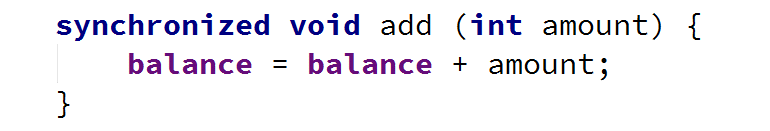 synchronized void add (int amount) {
    balance = balance + amount;
}